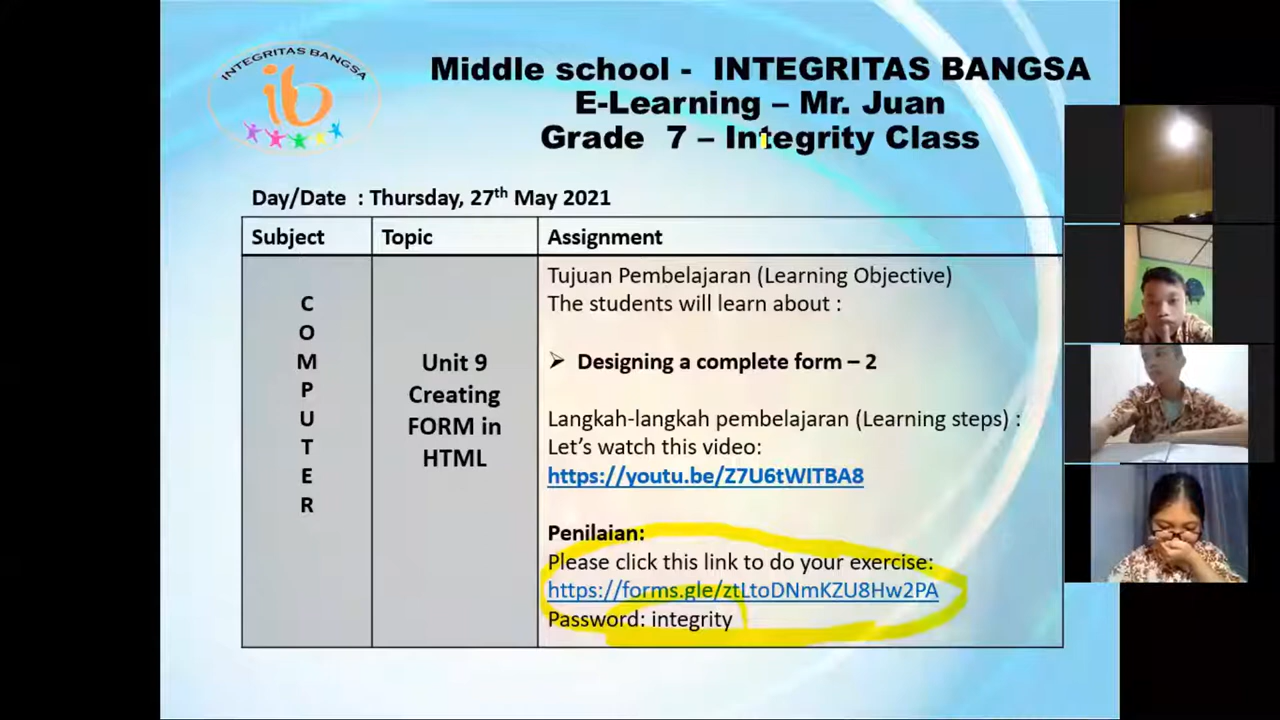 INTEGRITAS BANGSA
ib
Middle school - INTEGRITAS BANGSA
E-Learning – Mr. Juan
Grade 7 – Integrity Class
Day/Date : Thursday, 27th May 2021
Subject Topic Assignment
COMPUTER
Unit 9
Creating
FORM in
HTML
Tujuan Pembelajaran (Learning Objective)
The students will learn about :
➢ Designing a complete form – 2
Langkah-langkah pembelajaran (Learning steps) :
Let’s watch this video:
https://youtu.be/Z7U6tWITBA8
Penilaian:
Please click this link to do your exercise:
https://forms.gle/ztLtoDNmKZU8Hw2PA
Password: integrity